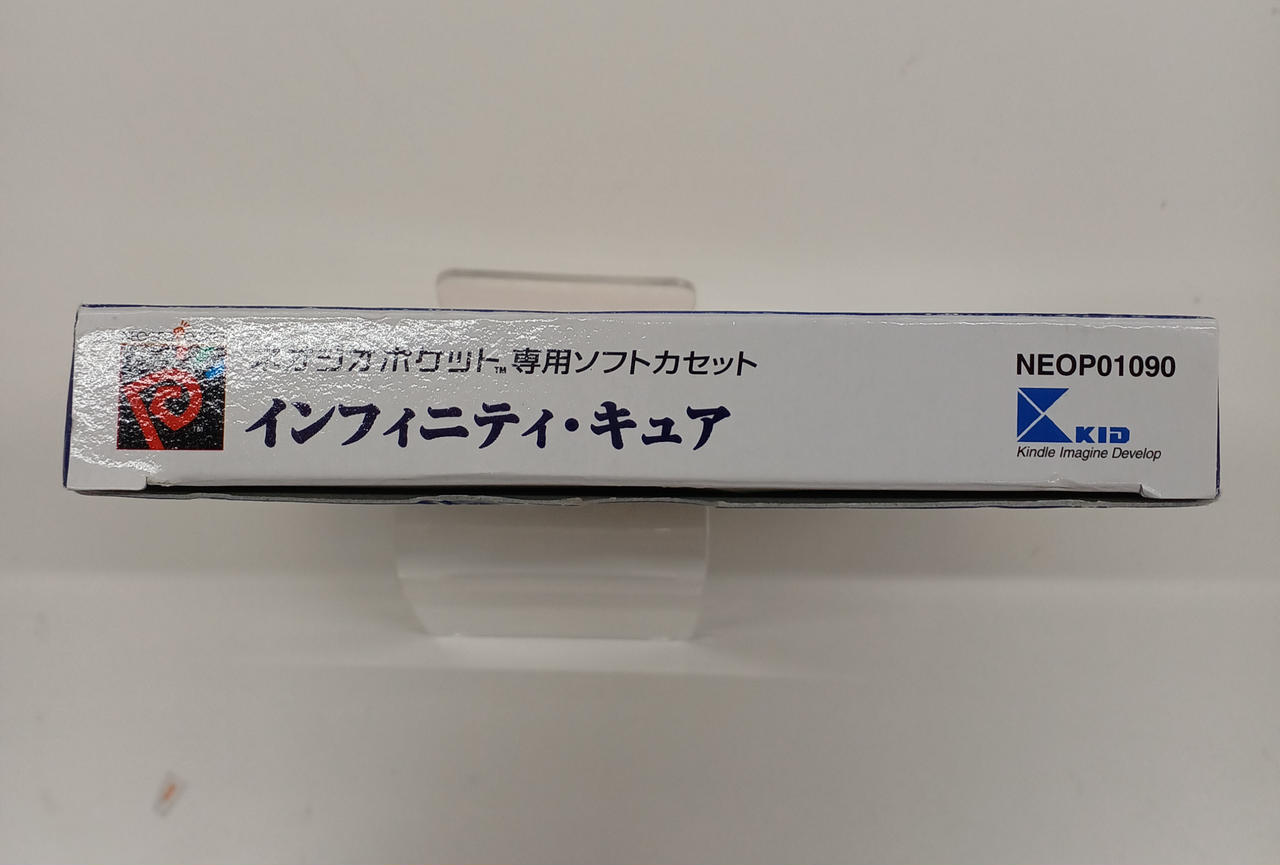 ネオジオポケット™専用ソフトカセット
インフィニティ・キュア
NEOP01090
KID
Kindle Imagine Develop